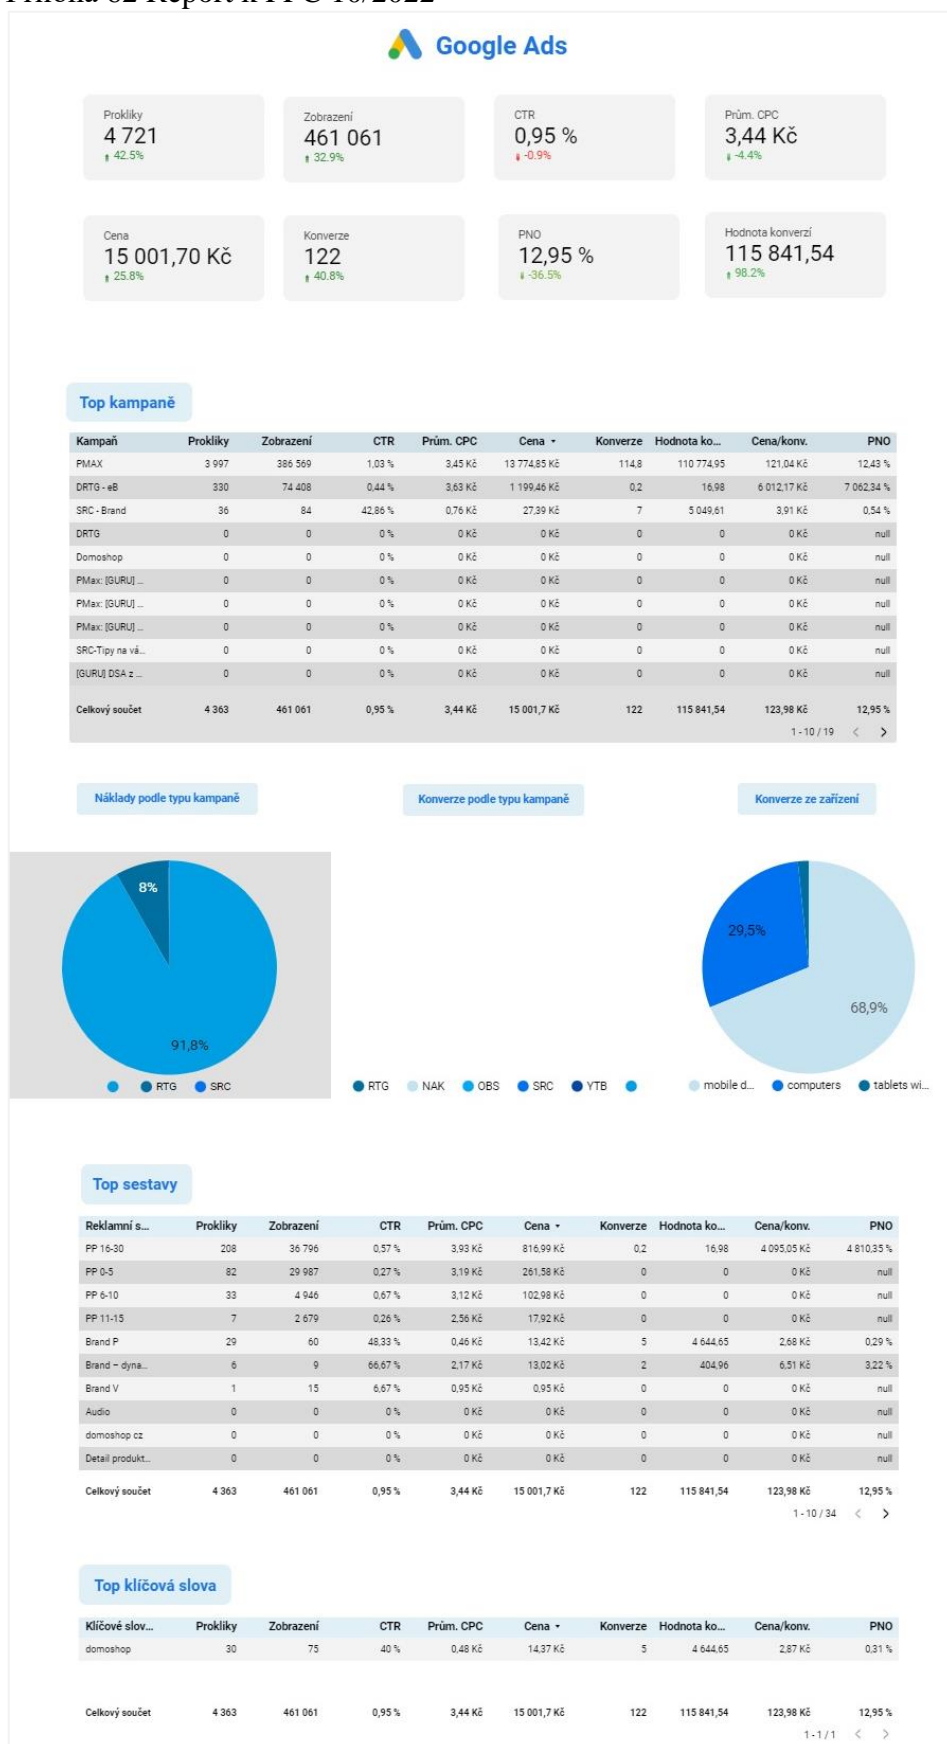 Google Ads
Prokliky
4 721
42.5%
Zobrazení
461 061
32.9%
CTR
0,95 %
-0.9%
Prům. CPC
3,44 Kč
-4.4%
Cena
15 001,70 Kč
25.8%
Konverze
122
40.8%
PNO
12,95 %
-36.5%
Hodnota konverzí
115 841,54
98.2%
Top kampaně
Kampaň Prokliky Zobrazení CTR Prům. CPC Cena Konverze Hodnota ko... Cena/konv. PNO
PMAX 3 997 386 569 1,03 % 3,45 Kč 13 774,85 Kč 114,8 110 774,95 121,04 Kč 12,43 %
DRTG - eB 330 74 408 0,44 % 3,63 Kč 1 199,46 Kč 0,2 16,98 6 012,17 Kč 7 062,34 %
SRC - Brand 36 84 42,86 % 0,76 Kč 27,39 Kč 7 5 049,61 3,91 Kč 0,54 %
DRTG 0 0 0 % 0 Kč 0 Kč 0 0 0 Kč null
Domoshop 0 0 0 % 0 Kč 0 Kč 0 0 0 Kč null
PMax: [GURU] ... 0 0 0 % 0 Kč 0 Kč 0 0 0 Kč null
PMax: [GURU] ... 0 0 0 % 0 Kč 0 Kč 0 0 0 Kč null
PMax: [GURU] ... 0 0 0 % 0 Kč 0 Kč 0 0 0 Kč null
SRC-Tipy na vá... 0 0 0 % 0 Kč 0 Kč 0 0 0 Kč null
[GURU] DSA z ... 0 0 0 % 0 Kč 0 Kč 0 0 0 Kč null
Celkový součet 4 363 461 061 0,95 % 3,44 Kč 15 001,7 Kč 122 115 841,54 123,98 Kč 12,95 %
1 - 10 / 19 < >
Náklady podle typu kampaně
Konverze podle typu kampaně
Konverze ze zařízení
8%
91,8%
RTG SRC
RTG NAK OBS SRC YTB
29,5%
68,9%
mobile d... computers tablets wi...
Top sestavy
Reklamní s... Prokliky Zobrazení CTR Prům. CPC Cena Konverze Hodnota ko... Cena/konv. PNO
PP 16-30 208 36 796 0,57 % 3,93 Kč 816,99 Kč 0,2 16,98 4 095,05 Kč 4 810,35 %
PP 0-5 82 29 987 0,27 % 3,19 Kč 261,58 Kč 0 0 0 Kč null
PP 6-10 33 4 946 0,67 % 3,12 Kč 102,98 Kč 0 0 0 Kč null
PP 11-15 7 2 679 0,26 % 2,56 Kč 17,92 Kč 0 0 0 Kč null
Brand P 29 60 48,33 % 0,46 Kč 13,42 Kč 5 4 644,65 2,68 Kč 0,29 %
Brand – dyna... 6 9 66,67 % 2,17 Kč 13,02 Kč 2 404,96 6,51 Kč 3,22 %
Brand V 1 15 6,67 % 0,95 Kč 0,95 Kč 0 0 0 Kč null
Audio 0 0 0 % 0 Kč 0 Kč 0 0 0 Kč null
domoshop cz 0 0 0 % 0 Kč 0 Kč 0 0 0 Kč null
Detail produkt... 0 0 0 % 0 Kč 0 Kč 0 0 0 Kč null
Celkový součet 4 363 461 061 0,95 % 3,44 Kč 15 001,7 Kč 122 115 841,54 123,98 Kč 12,95 %
1 - 10 / 34 < >
Top klíčová slova
Klíčové slov... Prokliky Zobrazení CTR Prům. CPC Cena Konverze Hodnota ko... Cena/konv. PNO
domoshop 30 75 40 % 0,48 Kč 14,37 Kč 5 4 644,65 2,87 Kč 0,31 %
Celkový součet 4 363 461 061 0,95 % 3,44 Kč 15 001,7 Kč 122 115 841,54 123,98 Kč 12,95 %
1 - 1 / 1 < >